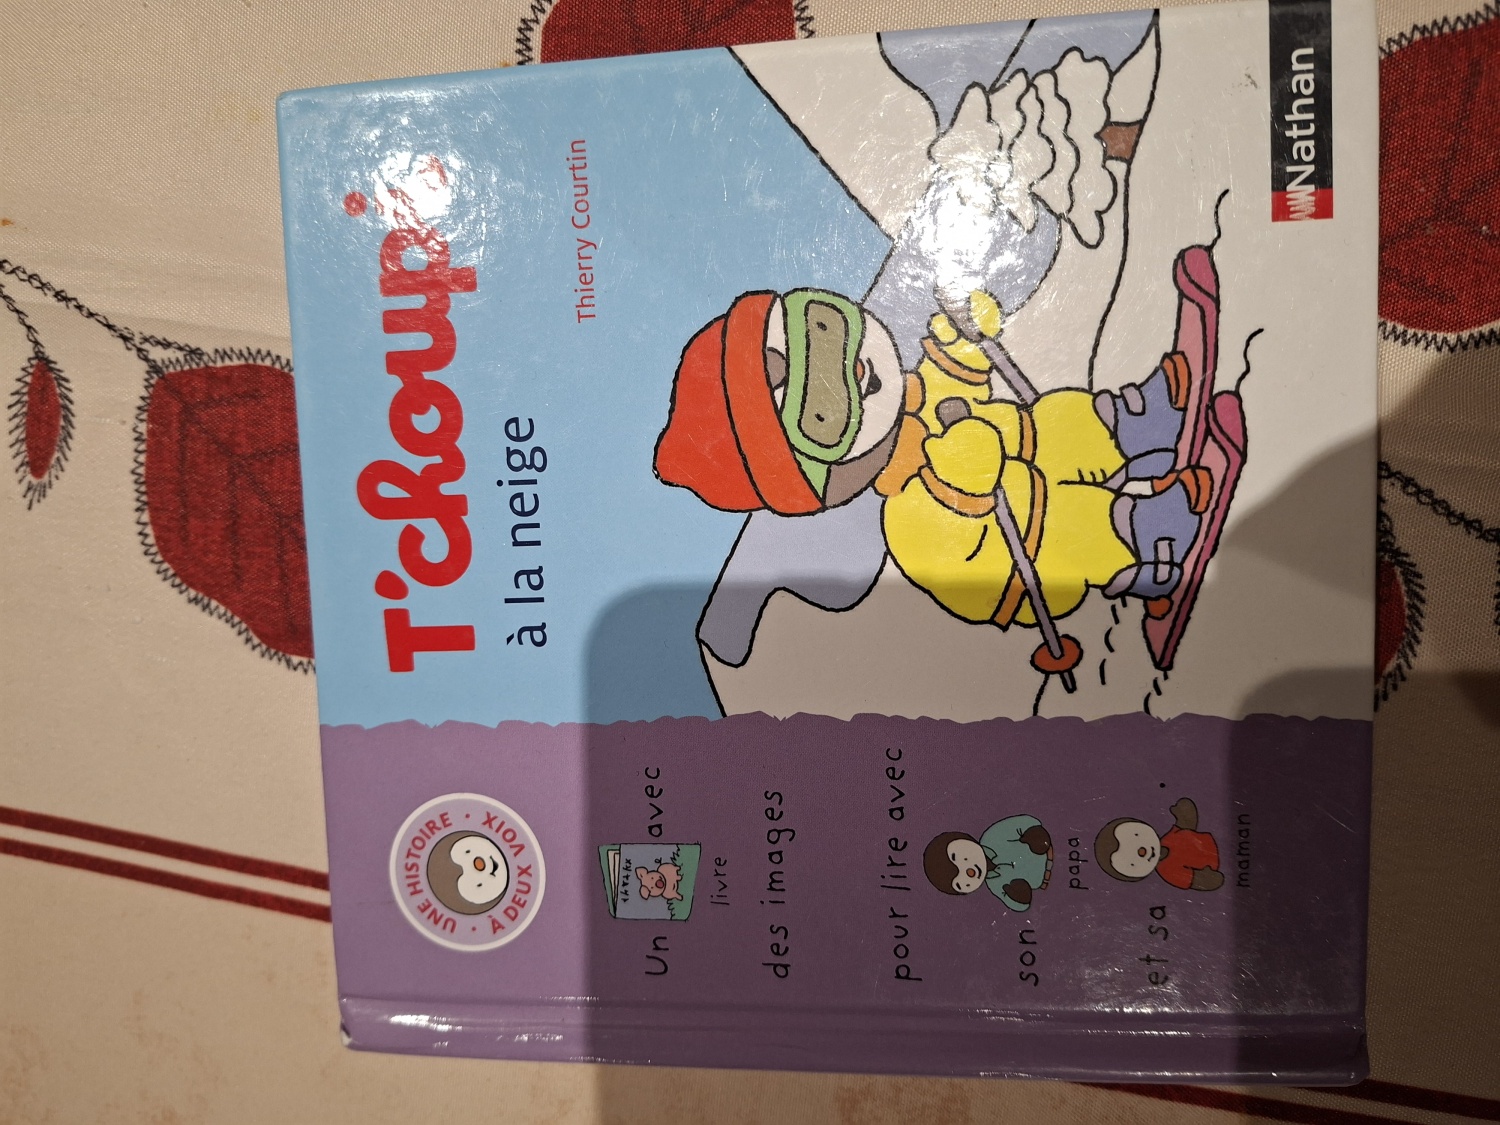 UNE HISTOIRE · À DEUX VOIX ·
Un livre avec
des images
pour lire avec
son papa
et sa maman .
T'choupi
à la neige
Thierry Courtin
Nathan